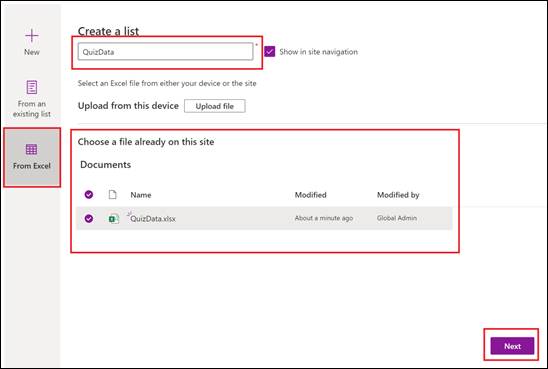 New
From an
existing list
From Excel
Create a list
QuizData *
Show in site navigation
Select an Excel file from either your device or the site
Upload from this device Upload file
Choose a file already on this site
Documents
Name Modified Modified by
QuizData.xlsx About a minute ago Global Admin
Next